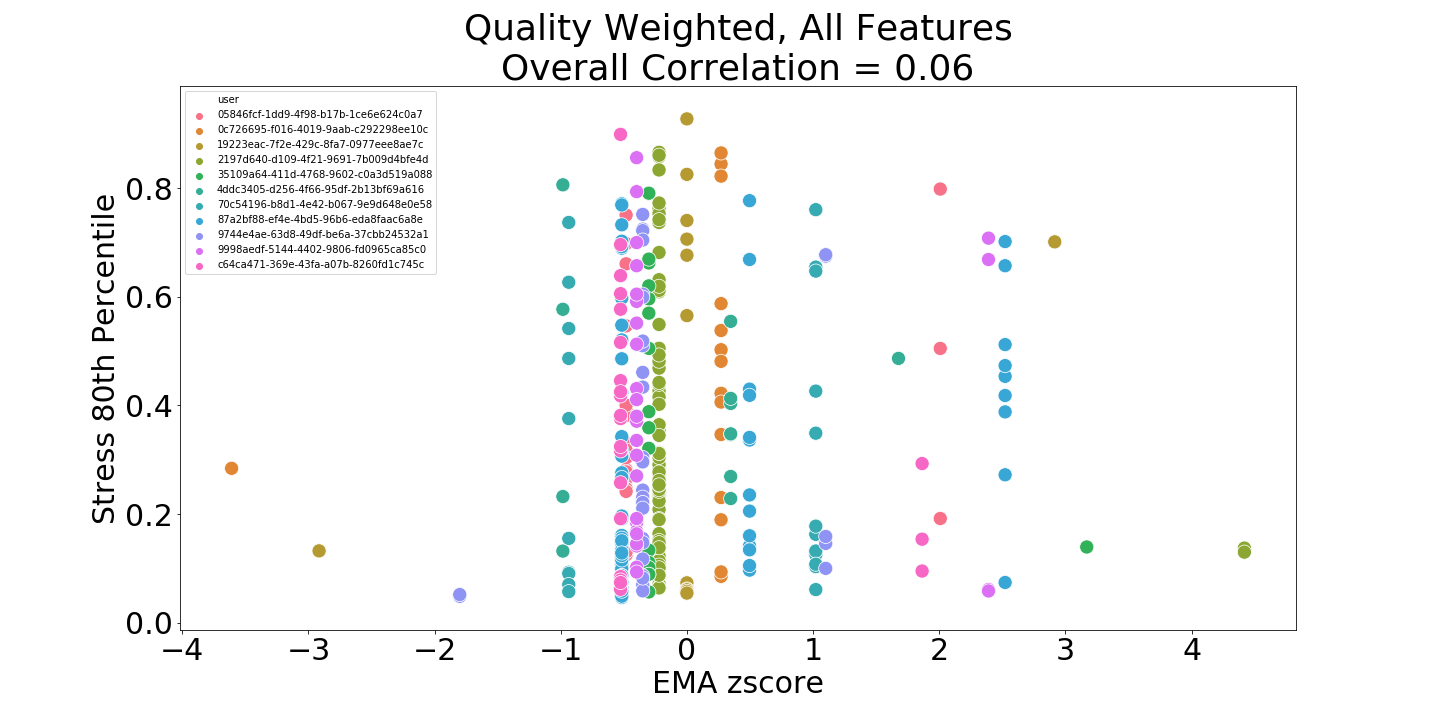 Quality Weighted, All Features
Overall Correlation = 0.06
user
05846fcf-1dd9-4f98-b17b-1ce6e624c0a7
0c726695-f016-4019-9aab-c292298ee10c
19223eac-7f2e-429c-8fa7-0977eee8ae7c
2197d640-d109-4f21-9691-7b009d4bfe4d
35109a64-411d-4768-9602-c0a3d519a088
4ddc3405-d256-4f66-95df-2b13bf69a616
70c54196-b8d1-4e42-b067-9e9d648e0e58
87a2bf88-ef4e-4bd5-96b6-eda8faac6a8e
9744e4ae-63d8-49df-be6a-37cbb24532a1
9998aedf-5144-4402-9806-fd0965ca85c0
c64ca471-369e-43fa-a07b-8260fd1c745c
Stress 80th Percentile
0.8
0.6
0.4
0.2
0.0
−4 −3 −2 −1 0 1 2 3 4
EMA zscore